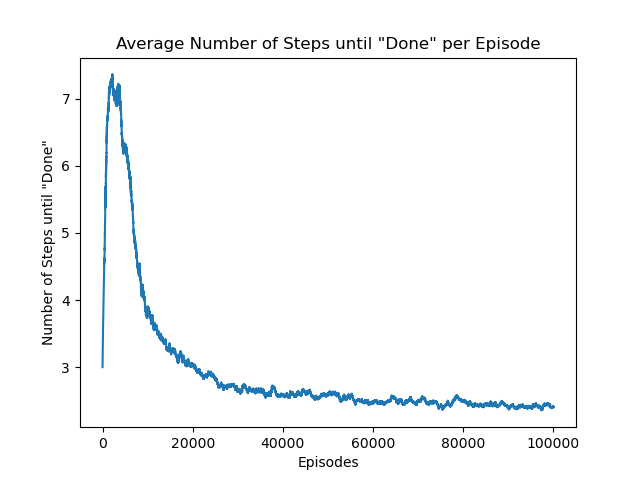 Average Number of Steps until "Done" per Episode
Number of Steps until "Done"
7
6
5
4
3
0 20000 40000 60000 80000 100000
Episodes